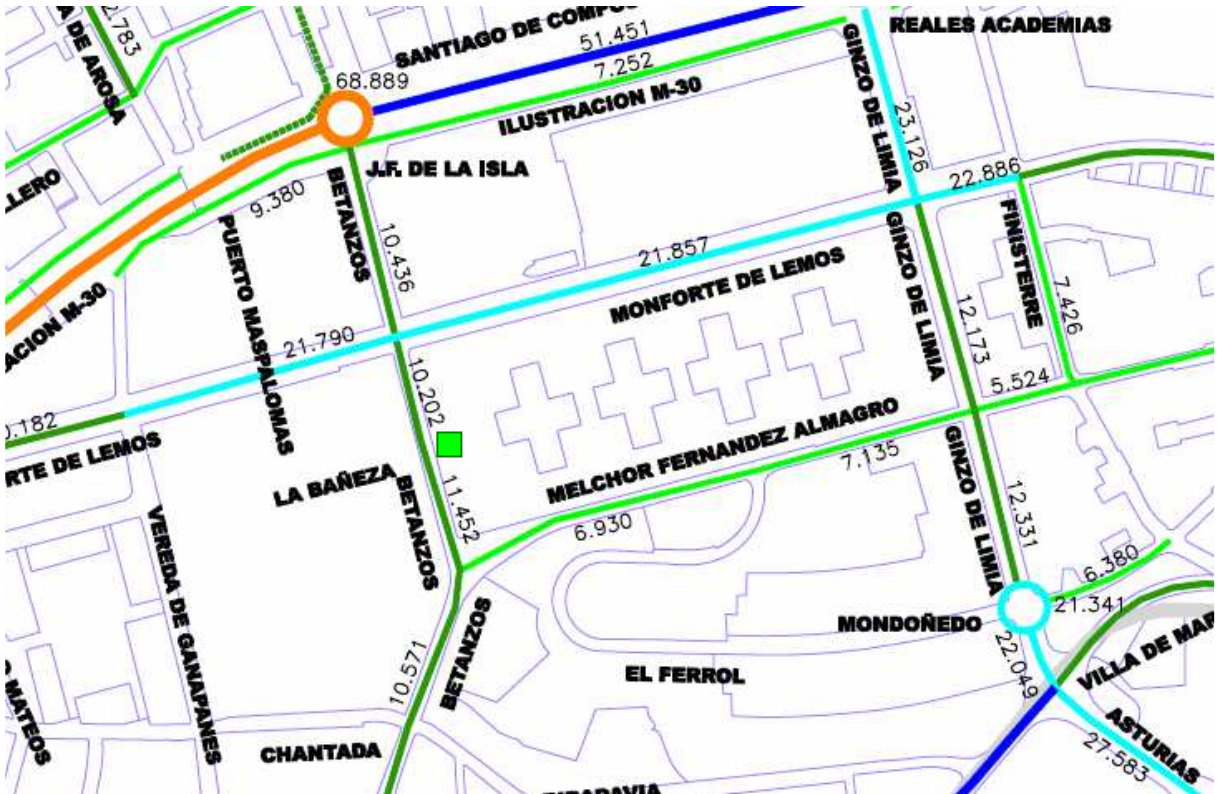 2.783
A DE AROSA
SANTIAGO DE COMPOS
51.451
7.252
REALES ACADEMIAS
68.889
ILUSTRACION M-30
GINZO DE LIMIA
23.126
J.F. DE LA ISLA
LLERO
9.380
BETANZOS
10.436
22.886
PUERTO MASPALOMAS
FINISTERRE
7.426
21.857
MONFORTE DE LEMOS
GINZO DE LIMIA
12.173
ACION M-30
21.790
10.202
5.524
0.182
RTE DE LEMOS
LA BAÑEZA
BETANZOS
11.452
MELCHOR FERNANDEZ ALMAGRO
7.135
6.930
GINZO DE LIMIA
12.331
VEREDA DE GANAPANES
6.380
21.341
MONDOÑEDO
22.049
VILLA DE MAR
BETANZOS
10.571
EL FERROL
O MATEOS
CHANTADA
ASTURIAS
27.583
RIBADAVIA